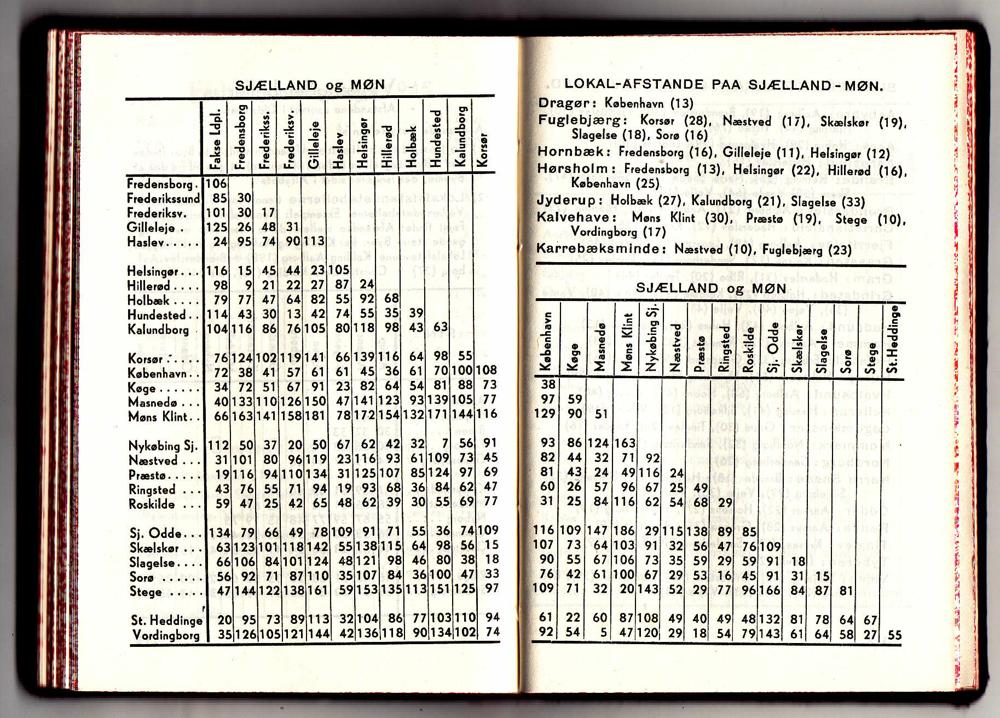 SJÆLLAND og MØN
Fakse Ldpl. Fredensborg Frederikss. Frederiksv. Gilleleje Haslev Helsingør Hillerød Holbæk Hundested Kalundborg Korsør
Fredensborg. 106
Frederikssund 85 30
Frederiksv. 101 30 17
Gilleleje . 125 26 48 31
Haslev..... 24 95 74 90 113
Helsingør... 116 15 45 44 23 105
Hillerød.... 98 9 21 22 27 87 24
Holbæk .... 79 77 47 64 82 55 92 68
Hundested.. 114 43 30 13 42 74 55 35 39
Kalundborg 104 116 86 76 105 80 118 98 43 63
Korsør ..... 76 124 102 119 141 66 139 116 64 98 55
København.. 72 38 41 57 61 61 45 36 61 70 100 108
Køge ...... 34 72 51 67 91 23 82 64 54 81 88 73
Masnedø... 40 133 110 126 150 47 141 123 93 139 105 77
Møns Klint.. 66 163 141 158 181 78 172 154 132 171 144 116
Nykøbing Sj. 112 50 37 20 50 67 62 42 32 7 56 91
Næstved ... 31 101 80 96 119 23 116 93 61 109 73 45
Præstø..... 19 116 94 110 134 31 125 107 85 124 97 69
Ringsted ... 43 76 55 71 94 19 93 68 36 84 62 47
Roskilde ... 59 47 25 42 65 48 62 39 30 55 69 77
Sj. Odde... 134 79 66 49 78 109 91 71 55 36 74 109
Skælskør ... 63 123 101 118 142 55 138 115 64 98 56 15
Slagelse.... 66 106 84 101 124 48 121 98 46 80 38 18
Sorø ...... 56 92 71 87 110 35 107 84 36 100 47 33
Stege ..... 47 144 122 138 161 59 153 135 113 151 125 97
St. Heddinge 20 95 73 89 113 32 104 86 77 103 110 94
Vordingborg 35 126 105 121 144 42 136 118 90 134 102 74
LOKAL-AFSTANDE PAA SJÆLLAND-MØN.
Dragør: København (13)
Fuglebjærg: Korsør (28), Næstved (17), Skælskør (19),
Slagelse (18), Sorø (16)
Hornbæk: Fredensborg (16), Gilleleje (11), Helsingør (12)
Hørsholm: Fredensborg (13), Helsingør (22), Hillerød (16),
København (25)
Jyderup: Holbæk (27), Kalundborg (21), Slagelse (33)
Kalvehave: Møns Klint (30), Præstø (19), Stege (10),
Vordingborg (17)
Karrebæksminde: Næstved (10), Fuglebjærg (23)
SJÆLLAND og MØN
København Køge Masnedø Møns Klint Nykøbing Sj. Næstved Præstø Ringsted Roskilde Sj. Odde Skælskør Slagelse Sorø Stege St. Heddinge
38
97 59
129 90 51
93 86 124 163
82 44 32 71 92
81 43 24 49 116 24
60 26 57 96 67 25 49
31 25 84 116 62 54 68 29
116 109 147 186 29 115 138 89 85
107 73 64 103 91 32 56 47 76 109
90 55 67 106 73 35 59 29 59 91 18
76 42 61 100 67 29 53 16 45 91 31 15
109 71 32 20 143 52 29 77 96 166 84 87 81
61 22 60 87 108 49 40 49 48 132 81 78 64 67
92 54 5 47 120 29 18 54 79 143 61 64 58 27 55